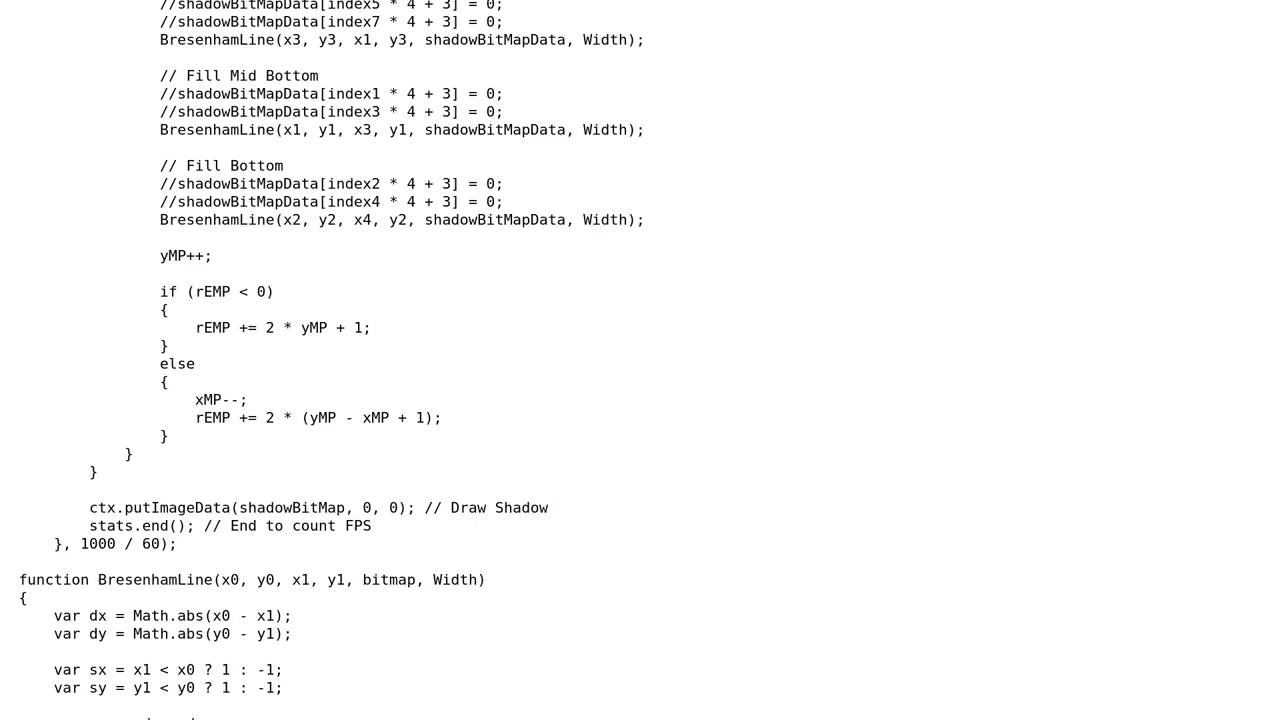 //shadowBitMapData[index5 * 4 + 3] = 0;
//shadowBitMapData[index7 * 4 + 3] = 0;
BresenhamLine(x3, y3, x1, y3, shadowBitMapData, Width);

// Fill Mid Bottom
//shadowBitMapData[index1 * 4 + 3] = 0;
//shadowBitMapData[index3 * 4 + 3] = 0;
BresenhamLine(x1, y1, x3, y1, shadowBitMapData, Width);

// Fill Bottom
//shadowBitMapData[index2 * 4 + 3] = 0;
//shadowBitMapData[index4 * 4 + 3] = 0;
BresenhamLine(x2, y2, x4, y2, shadowBitMapData, Width);

yMP++;

if (rEMP < 0)
{
rEMP += 2 * yMP + 1;
}
else
{
xMP--;
rEMP += 2 * (yMP - xMP + 1);
}
}
}

ctx.putImageData(shadowBitMap, 0, 0); // Draw Shadow
stats.end(); // End to count FPS
}, 1000 / 60);

function BresenhamLine(x0, y0, x1, y1, bitmap, Width)
{
var dx = Math.abs(x0 - x1);
var dy = Math.abs(y0 - y1);

var sx = x1 < x0 ? 1 : -1;
var sy = y1 < y0 ? 1 : -1;